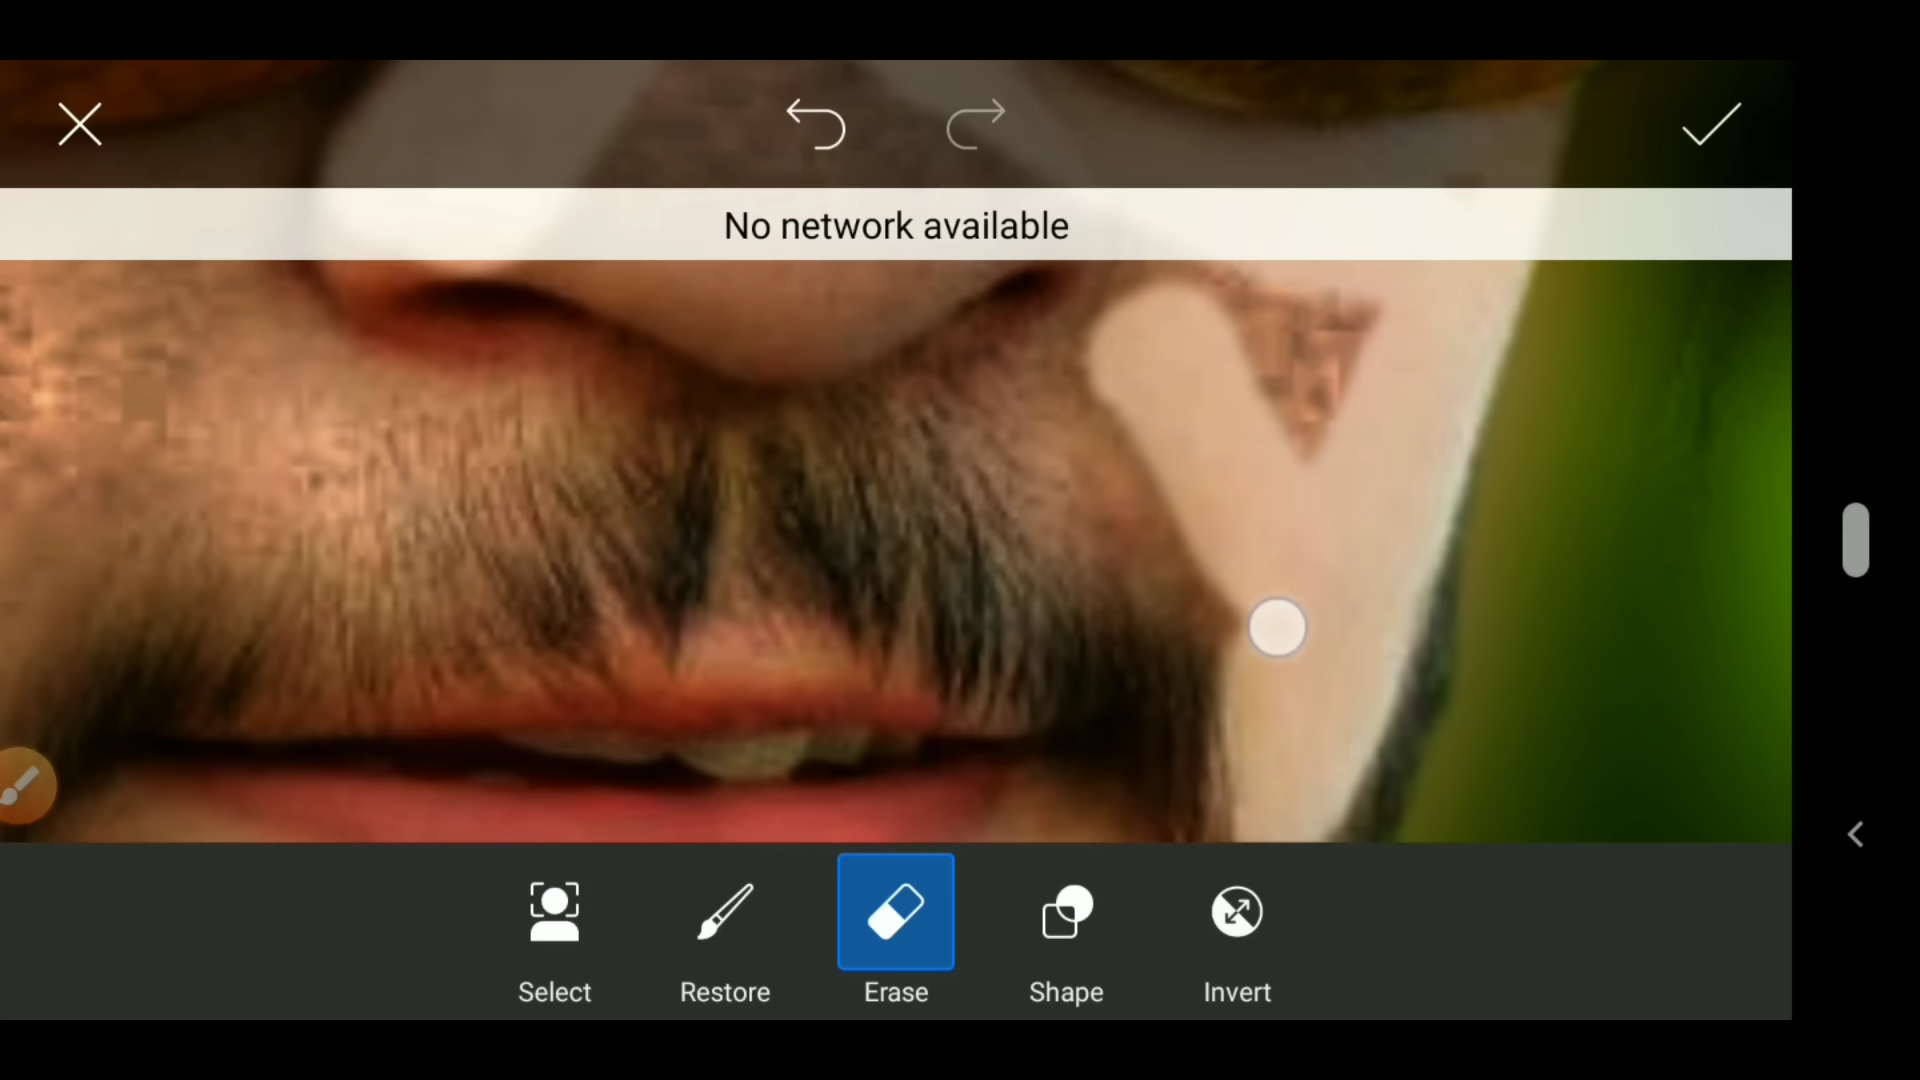 No network available
Select
Restore
Erase
Shape
Invert